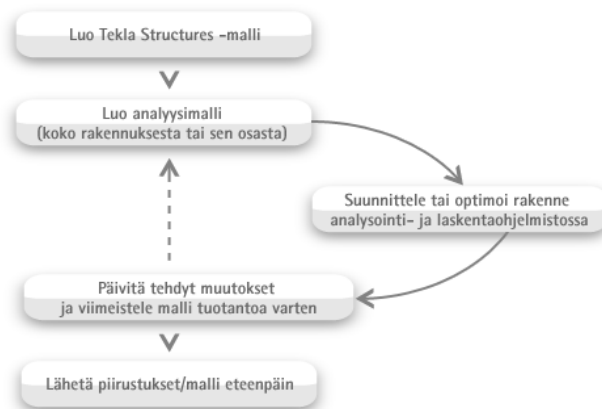 Luo Tekla Structures -malli
Luo analyysimalli
(koko rakennuksesta tai sen osasta)
Suunnittele tai optimoi rakenne
analysointi- ja laskentaohjelmistossa
Päivitä tehdyt muutokset
ja viimeistele malli tuotantoa varten
Lähetä piirustukset/malli eteenpäin